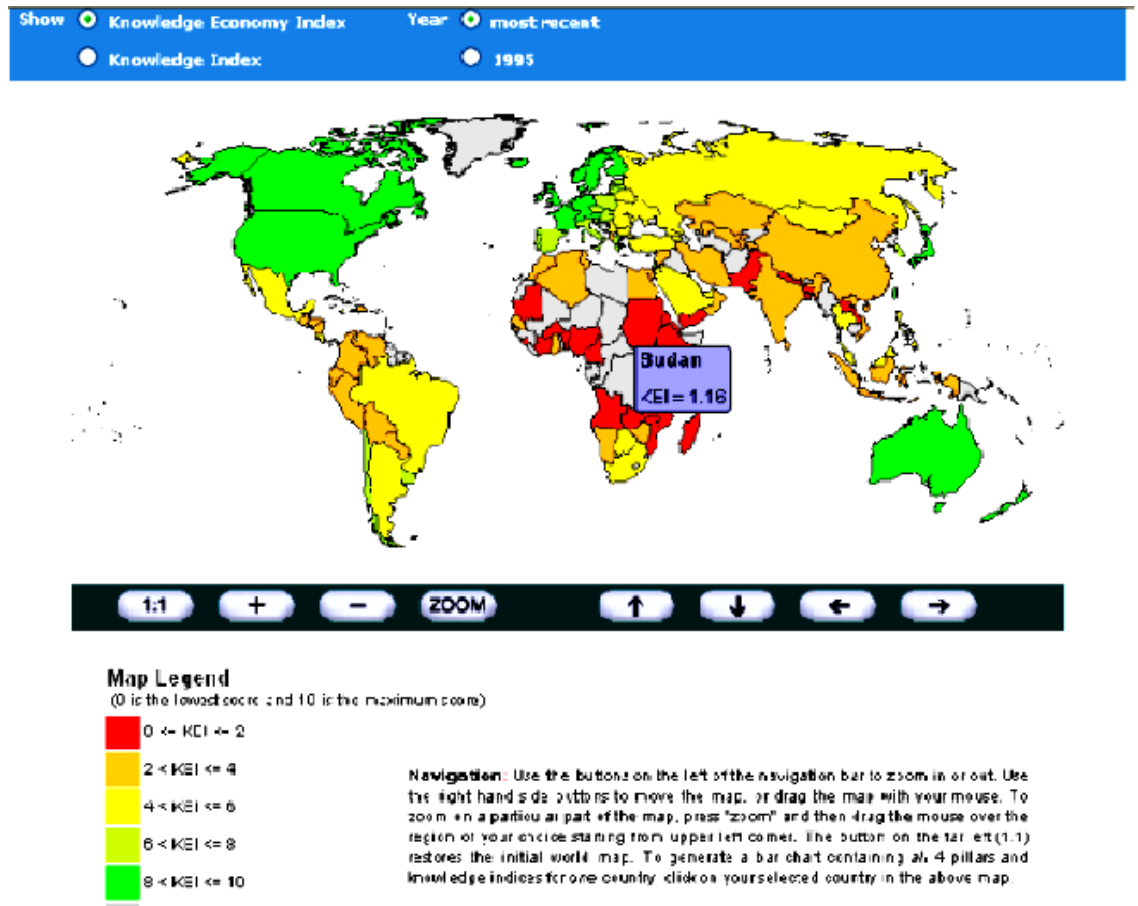 Show Knowledge Economy Index Year most recent
Knowledge Index 1995
Sudan
KEI = 1.16
1:1 + − ZOOM ↑ ↓ ← →
Map Legend
(0 is the lowest score and 10 is the maximum score)
0 <= KEI <= 2
2 < KEI <= 4
4 < KEI <= 6
6 < KEI <= 8
8 < KEI <= 10
Navigation: Use the buttons on the left of the navigation bar to zoom in or out. Use
the right hand side buttons to move the map, or drag the map with your mouse. To
zoom on a particular part of the map, press "zoom" and then drag the mouse over the
region of your choice starting from upper left corner. The button on the far left (1:1)
restores the initial world map. To generate a bar chart containing all 4 pillars and
knowledge indices for one country click on your selected country in the above map.